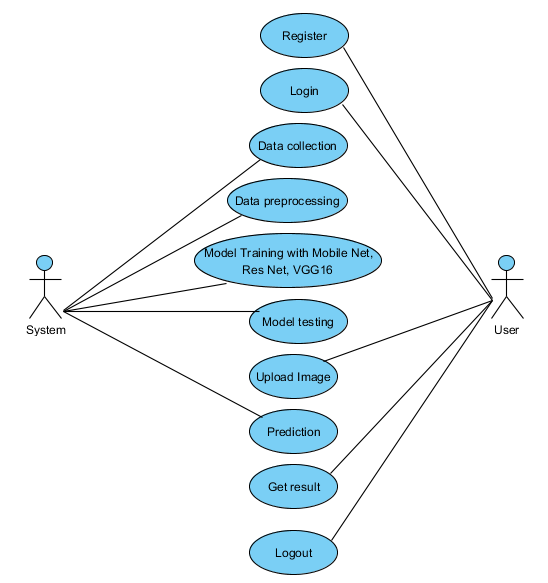 Register
Login
Data collection
Data preprocessing
Model Training with Mobile Net,
Res Net, VGG16
System
User
Model testing
Upload Image
Prediction
Get result
Logout